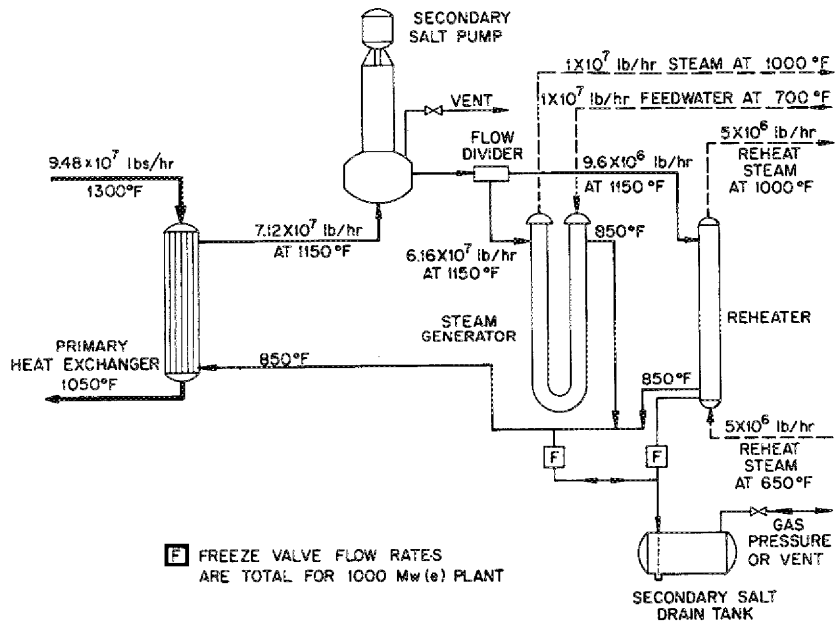 SECONDARY
SALT PUMP
1X10⁷ lb/hr STEAM AT 1000 °F
VENT
1X10⁷ lb/hr FEEDWATER AT 700 °F
FLOW
DIVIDER
5X10⁶ lb/hr
REHEAT
STEAM
AT 1000°F
9.48 X 10⁷ lbs/hr
1300°F
9.6X10⁶ lb/hr
AT 1150°F
7.12X10⁷ lb/hr
AT 1150°F
6.16X10⁷ lb/hr
AT 1150°F
850°F
STEAM
GENERATOR
REHEATER
PRIMARY
HEAT EXCHANGER
1050°F
850°F
850°F
5X10⁶ lb/hr
REHEAT
STEAM
AT 650°F
F
F
GAS
PRESSURE
OR VENT
F FREEZE VALVE FLOW RATES
ARE TOTAL FOR 1000 Mw(e) PLANT
SECONDARY SALT
DRAIN TANK